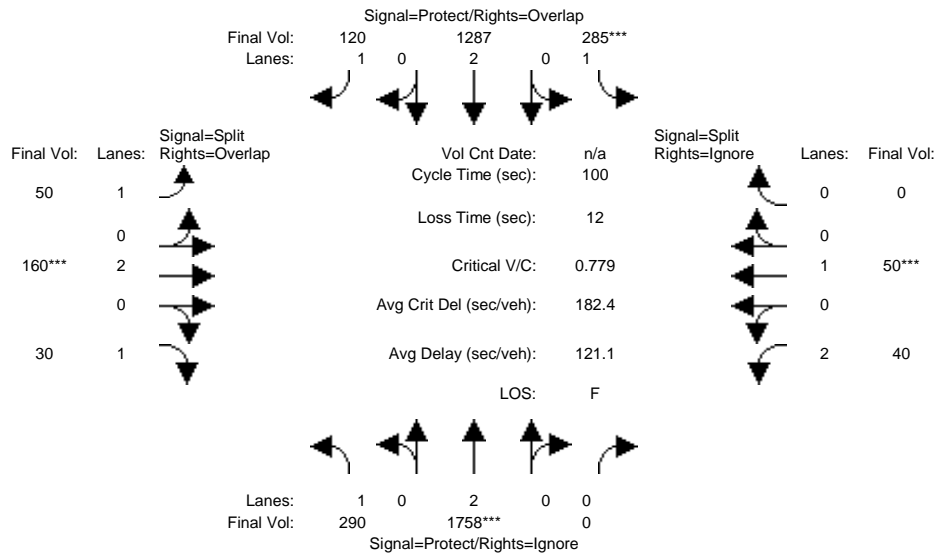 Signal=Protect/Rights=Overlap
Final Vol: 120 1287 285***
Lanes: 1 0 2 0 1
Signal=Split Signal=Split
Final Vol: Lanes: Rights=Overlap Vol Cnt Date: n/a Rights=Ignore Lanes: Final Vol:
Cycle Time (sec): 100
50 1 0 0
Loss Time (sec): 12
0 0
160*** 2 Critical V/C: 0.779 1 50***
0 Avg Crit Del (sec/veh): 182.4 0
30 1 Avg Delay (sec/veh): 121.1 2 40
LOS: F
Lanes: 1 0 2 0 0
Final Vol: 290 1758*** 0
Signal=Protect/Rights=Ignore